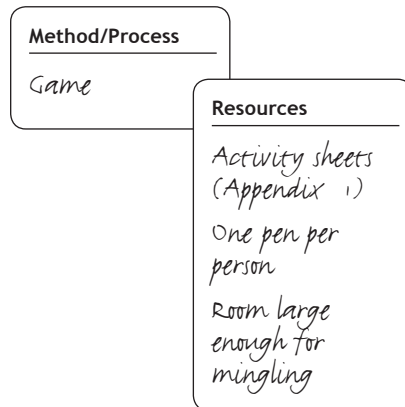 Method/Process
Game
Resources
Activity sheets
(Appendix 1)
One pen per
person
Room large
enough for
mingling